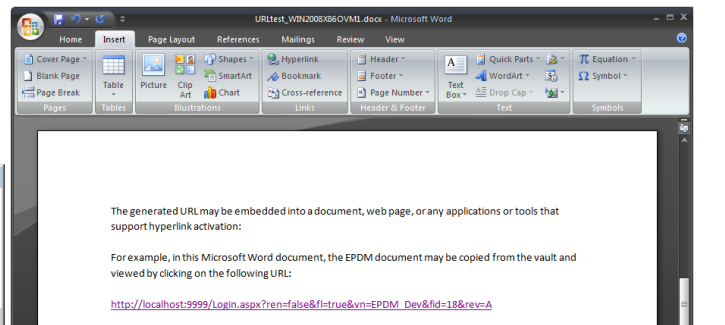 URLtest_WIN2008X86OVM1.docx - Microsoft Word
Home Insert Page Layout References Mailings Review View
Cover Page
Blank Page
Page Break
Pages
Table
Tables
Picture
Clip Art
Shapes
SmartArt
Chart
Illustrations
Hyperlink
Bookmark
Cross-reference
Links
Header
Footer
Page Number
Header & Footer
A
Text Box
Quick Parts
WordArt
Drop Cap
Text
π Equation
Ω Symbol
Symbols
The generated URL may be embedded into a document, web page, or any applications or tools that
support hyperlink activation:
For example, in this Microsoft Word document, the EPDM document may be copied from the vault and
viewed by clicking on the following URL:
http://localhost:9999/Login.aspx?ren=false&fl=true&vn=EPDM_Dev&fid=18&rev=A